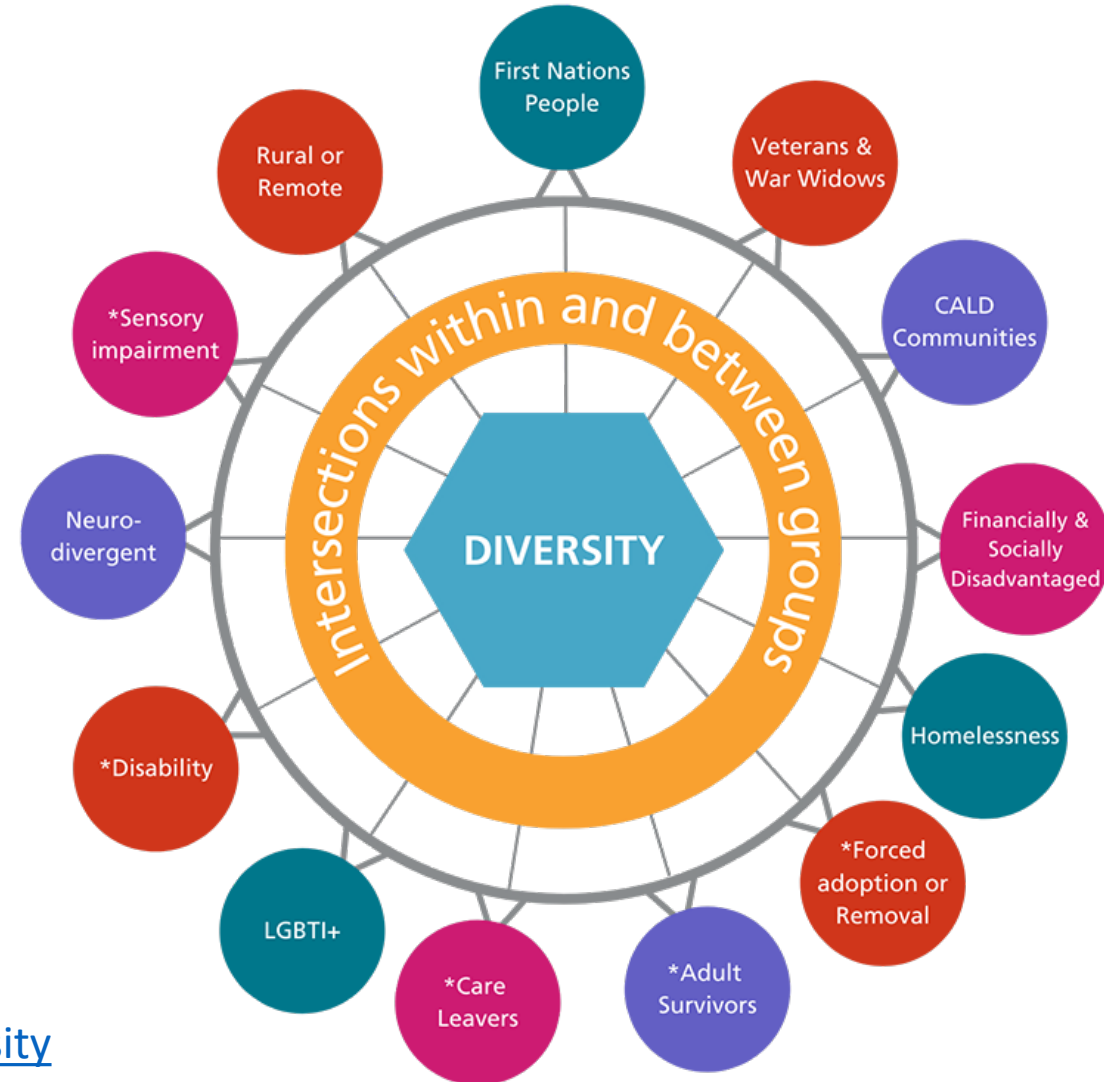 First Nations
People
Veterans &
War Widows
CALD
Communities
Financially &
Socially
Disadvantaged
Homelessness
*Forced
adoption or
Removal
*Adult
Survivors
*Care
Leavers
LGBTI+
*Disability
Neuro-
divergent
*Sensory
impairment
Rural or
Remote
Intersections within and between groups
DIVERSITY
sity